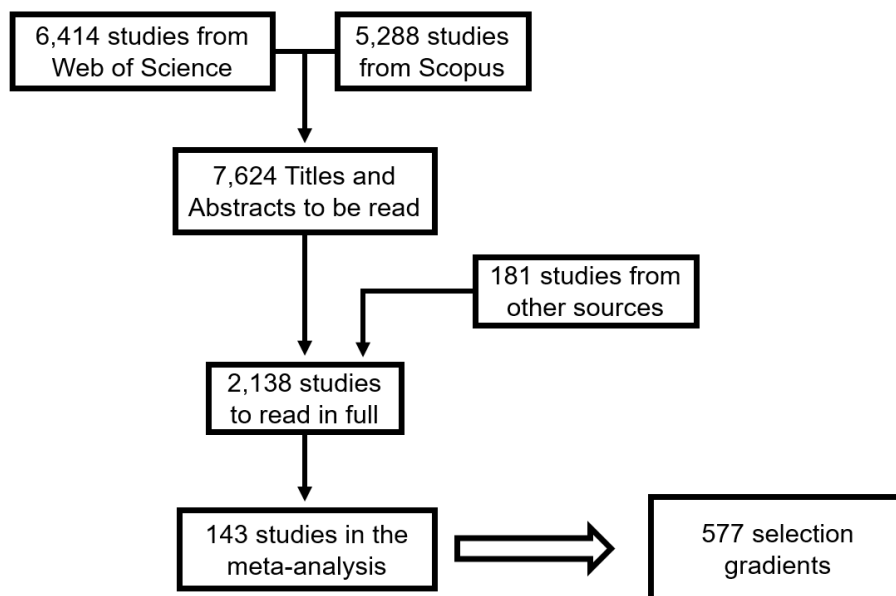 6,414 studies from
Web of Science
5,288 studies
from Scopus
7,624 Titles and
Abstracts to be read
181 studies from
other sources
2,138 studies
to read in full
143 studies in the
meta-analysis
577 selection
gradients